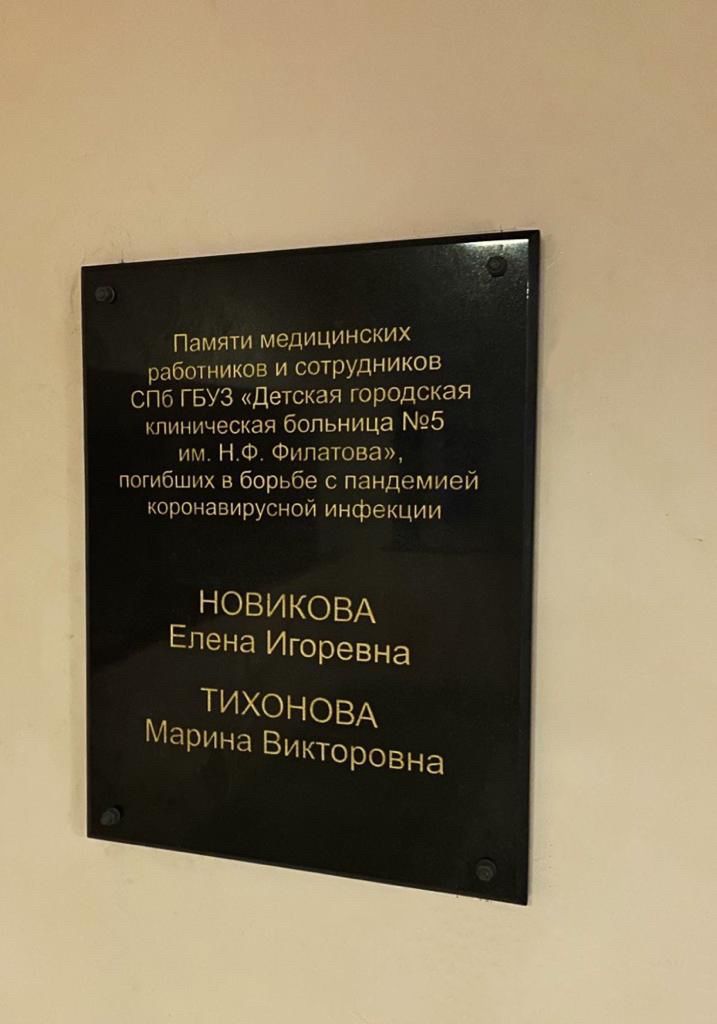 Памяти медицинских
работников и сотрудников
СПб ГБУЗ «Детская городская
клиническая больница №5
им. Н.Ф. Филатова»,
погибших в борьбе с пандемией
коронавирусной инфекции
НОВИКОВА
Елена Игоревна
ТИХОНОВА
Марина Викторовна